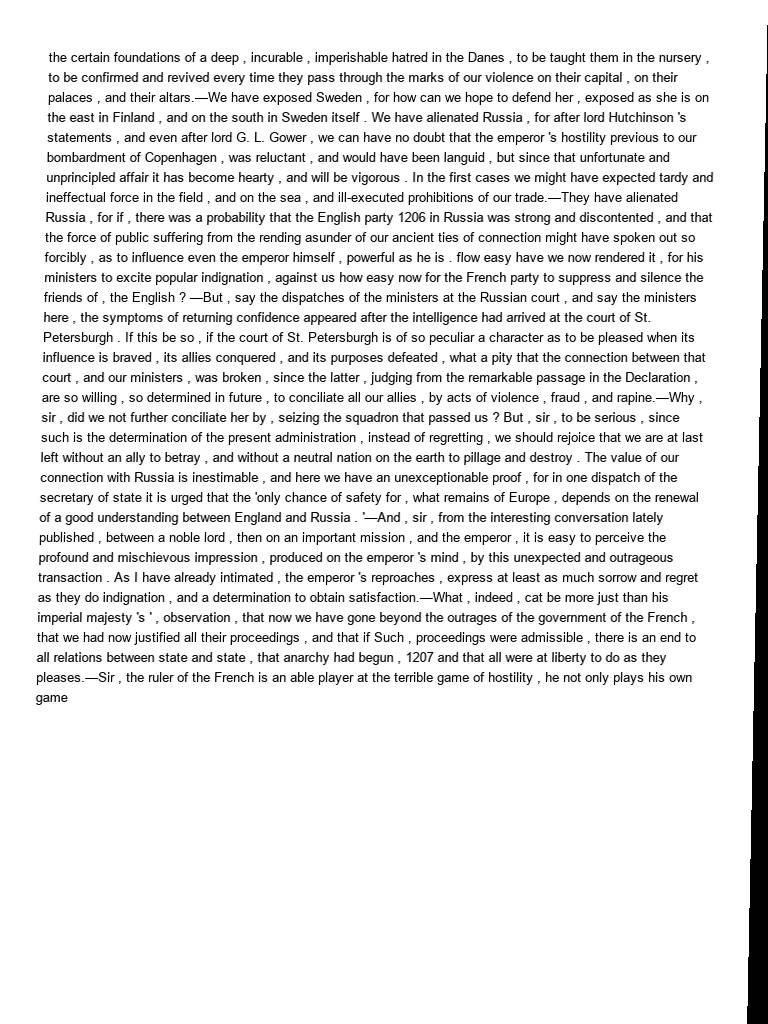 the certain foundations of a deep , incurable , imperishable hatred in the Danes , to be taught them in the nursery ,
to be confirmed and revived every time they pass through the marks of our violence on their capital , on their
palaces , and their altars.—We have exposed Sweden , for how can we hope to defend her , exposed as she is on
the east in Finland , and on the south in Sweden itself . We have alienated Russia , for after lord Hutchinson 's
statements , and even after lord G. L. Gower , we can have no doubt that the emperor 's hostility previous to our
bombardment of Copenhagen , was reluctant , and would have been languid , but since that unfortunate and
unprincipled affair it has become hearty , and will be vigorous . In the first cases we might have expected tardy and
ineffectual force in the field , and on the sea , and ill-executed prohibitions of our trade.—They have alienated
Russia , for if , there was a probability that the English party 1206 in Russia was strong and discontented , and that
the force of public suffering from the rending asunder of our ancient ties of connection might have spoken out so
forcibly , as to influence even the emperor himself , powerful as he is . flow easy have we now rendered it , for his
ministers to excite popular indignation , against us how easy now for the French party to suppress and silence the
friends of , the English ? —But , say the dispatches of the ministers at the Russian court , and say the ministers
here , the symptoms of returning confidence appeared after the intelligence had arrived at the court of St.
Petersburgh . If this be so , if the court of St. Petersburgh is of so peculiar a character as to be pleased when its
influence is braved , its allies conquered , and its purposes defeated , what a pity that the connection between that
court , and our ministers , was broken , since the latter , judging from the remarkable passage in the Declaration ,
are so willing , so determined in future , to conciliate all our allies , by acts of violence , fraud , and rapine.—Why ,
sir , did we not further conciliate her by , seizing the squadron that passed us ? But , sir , to be serious , since
such is the determination of the present administration , instead of regretting , we should rejoice that we are at last
left without an ally to betray , and without a neutral nation on the earth to pillage and destroy . The value of our
connection with Russia is inestimable , and here we have an unexceptionable proof , for in one dispatch of the
secretary of state it is urged that the 'only chance of safety for , what remains of Europe , depends on the renewal
of a good understanding between England and Russia . '—And , sir , from the interesting conversation lately
published , between a noble lord , then on an important mission , and the emperor , it is easy to perceive the
profound and mischievous impression , produced on the emperor 's mind , by this unexpected and outrageous
transaction . As I have already intimated , the emperor 's reproaches , express at least as much sorrow and regret
as they do indignation , and a determination to obtain satisfaction.—What , indeed , cat be more just than his
imperial majesty 's ' , observation , that now we have gone beyond the outrages of the government of the French ,
that we had now justified all their proceedings , and that if Such , proceedings were admissible , there is an end to
all relations between state and state , that anarchy had begun , 1207 and that all were at liberty to do as they
pleases.—Sir , the ruler of the French is an able player at the terrible game of hostility , he not only plays his own
game